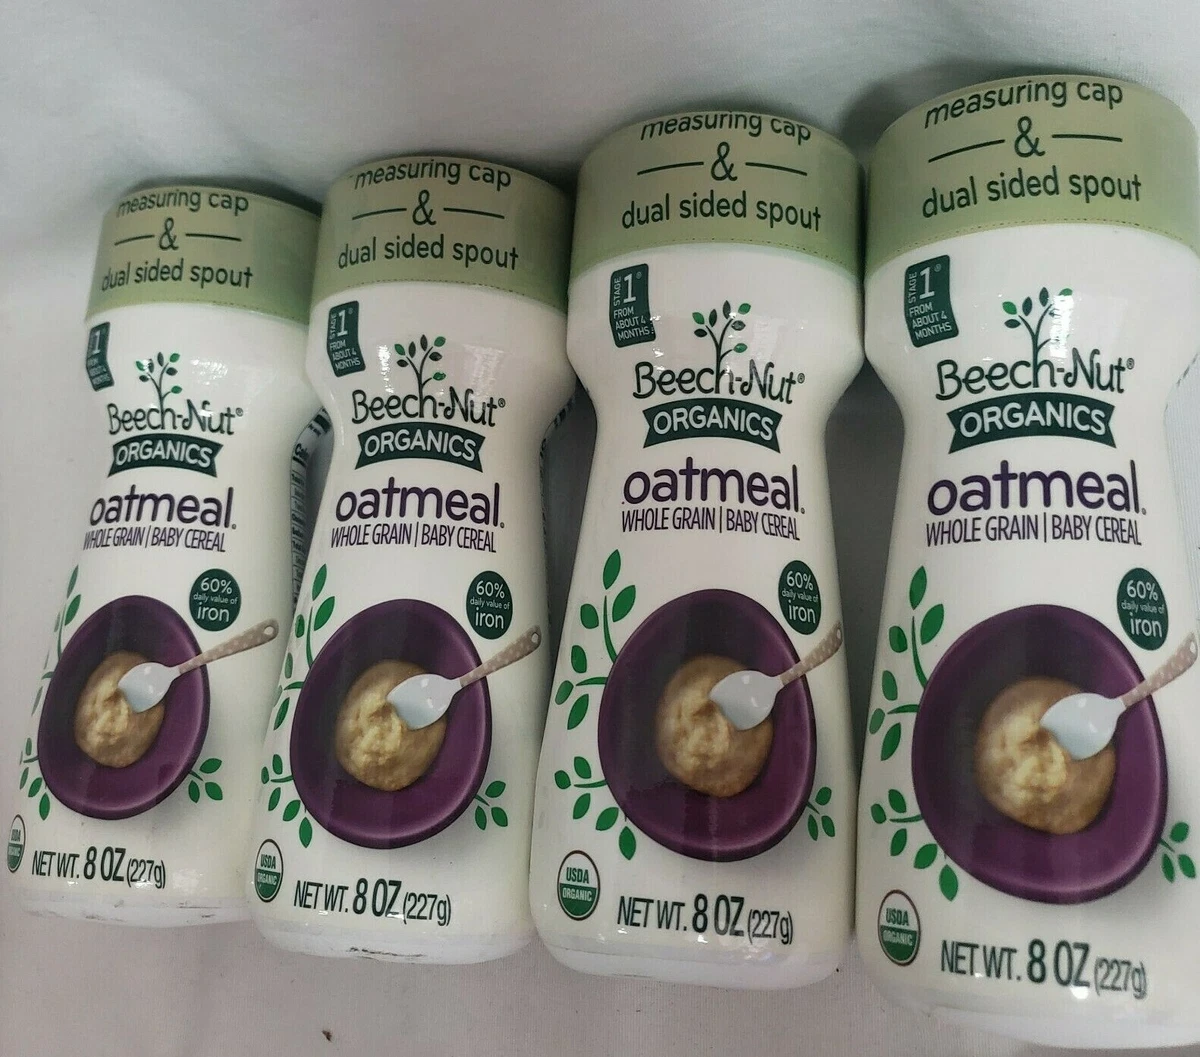 measuring cap
&
dual sided spout
1
FROM
ABOUT 4
MONTHS
Beech-Nut®
ORGANICS
oatmeal
WHOLE GRAIN | BABY CEREAL
60%
daily value of
iron
USDA
ORGANIC
NET WT. 8 OZ (227g)
measuring cap
&
dual sided spout
STAGE 1®
FROM
ABOUT 4
MONTHS
Beech-Nut®
ORGANICS
oatmeal
WHOLE GRAIN | BABY CEREAL
60%
daily value of
iron
USDA
ORGANIC
NET WT. 8 OZ (227g)
measuring cap
&
dual sided spout
STAGE 1®
FROM
ABOUT 4
MONTHS
Beech-Nut®
ORGANICS
oatmeal
WHOLE GRAIN | BABY CEREAL
60%
daily value of
iron
USDA
ORGANIC
NET WT. 8 OZ (227g)
measuring cap
&
dual sided spout
STAGE 1®
FROM
ABOUT 4
MONTHS
Beech-Nut®
ORGANICS
oatmeal
WHOLE GRAIN | BABY CEREAL
60%
daily value of
iron
USDA
ORGANIC
NET WT. 8 OZ (227g)